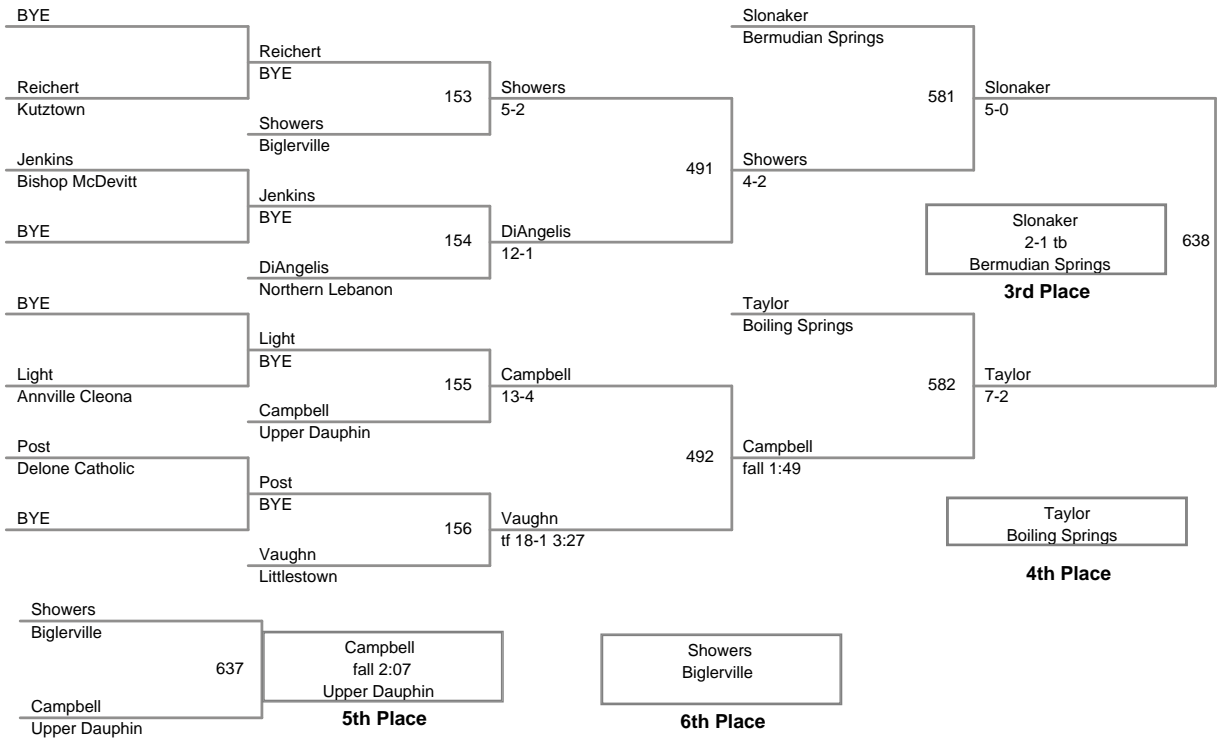 BYE
Reichert
Kutztown
Jenkins
Bishop McDevitt
BYE
BYE
Light
Annville Cleona
Post
Delone Catholic
BYE
Reichert
BYE
153
Showers
Biglerville
Jenkins
BYE
154
DiAngelis
Northern Lebanon
Light
BYE
155
Campbell
Upper Dauphin
Post
BYE
156
Vaughn
Littlestown
Showers
5-2
491
DiAngelis
12-1
Campbell
13-4
492
Vaughn
tf 18-1 3:27
Slonaker
Bermudian Springs
581
Showers
4-2
Taylor
Boiling Springs
582
Campbell
fall 1:49
Slonaker
5-0
638
Taylor
7-2
Slonaker
2-1 tb
Bermudian Springs
3rd Place
Taylor
Boiling Springs
4th Place
Showers
Biglerville
637
Campbell
Upper Dauphin
Campbell
fall 2:07
Upper Dauphin
5th Place
Showers
Biglerville
6th Place